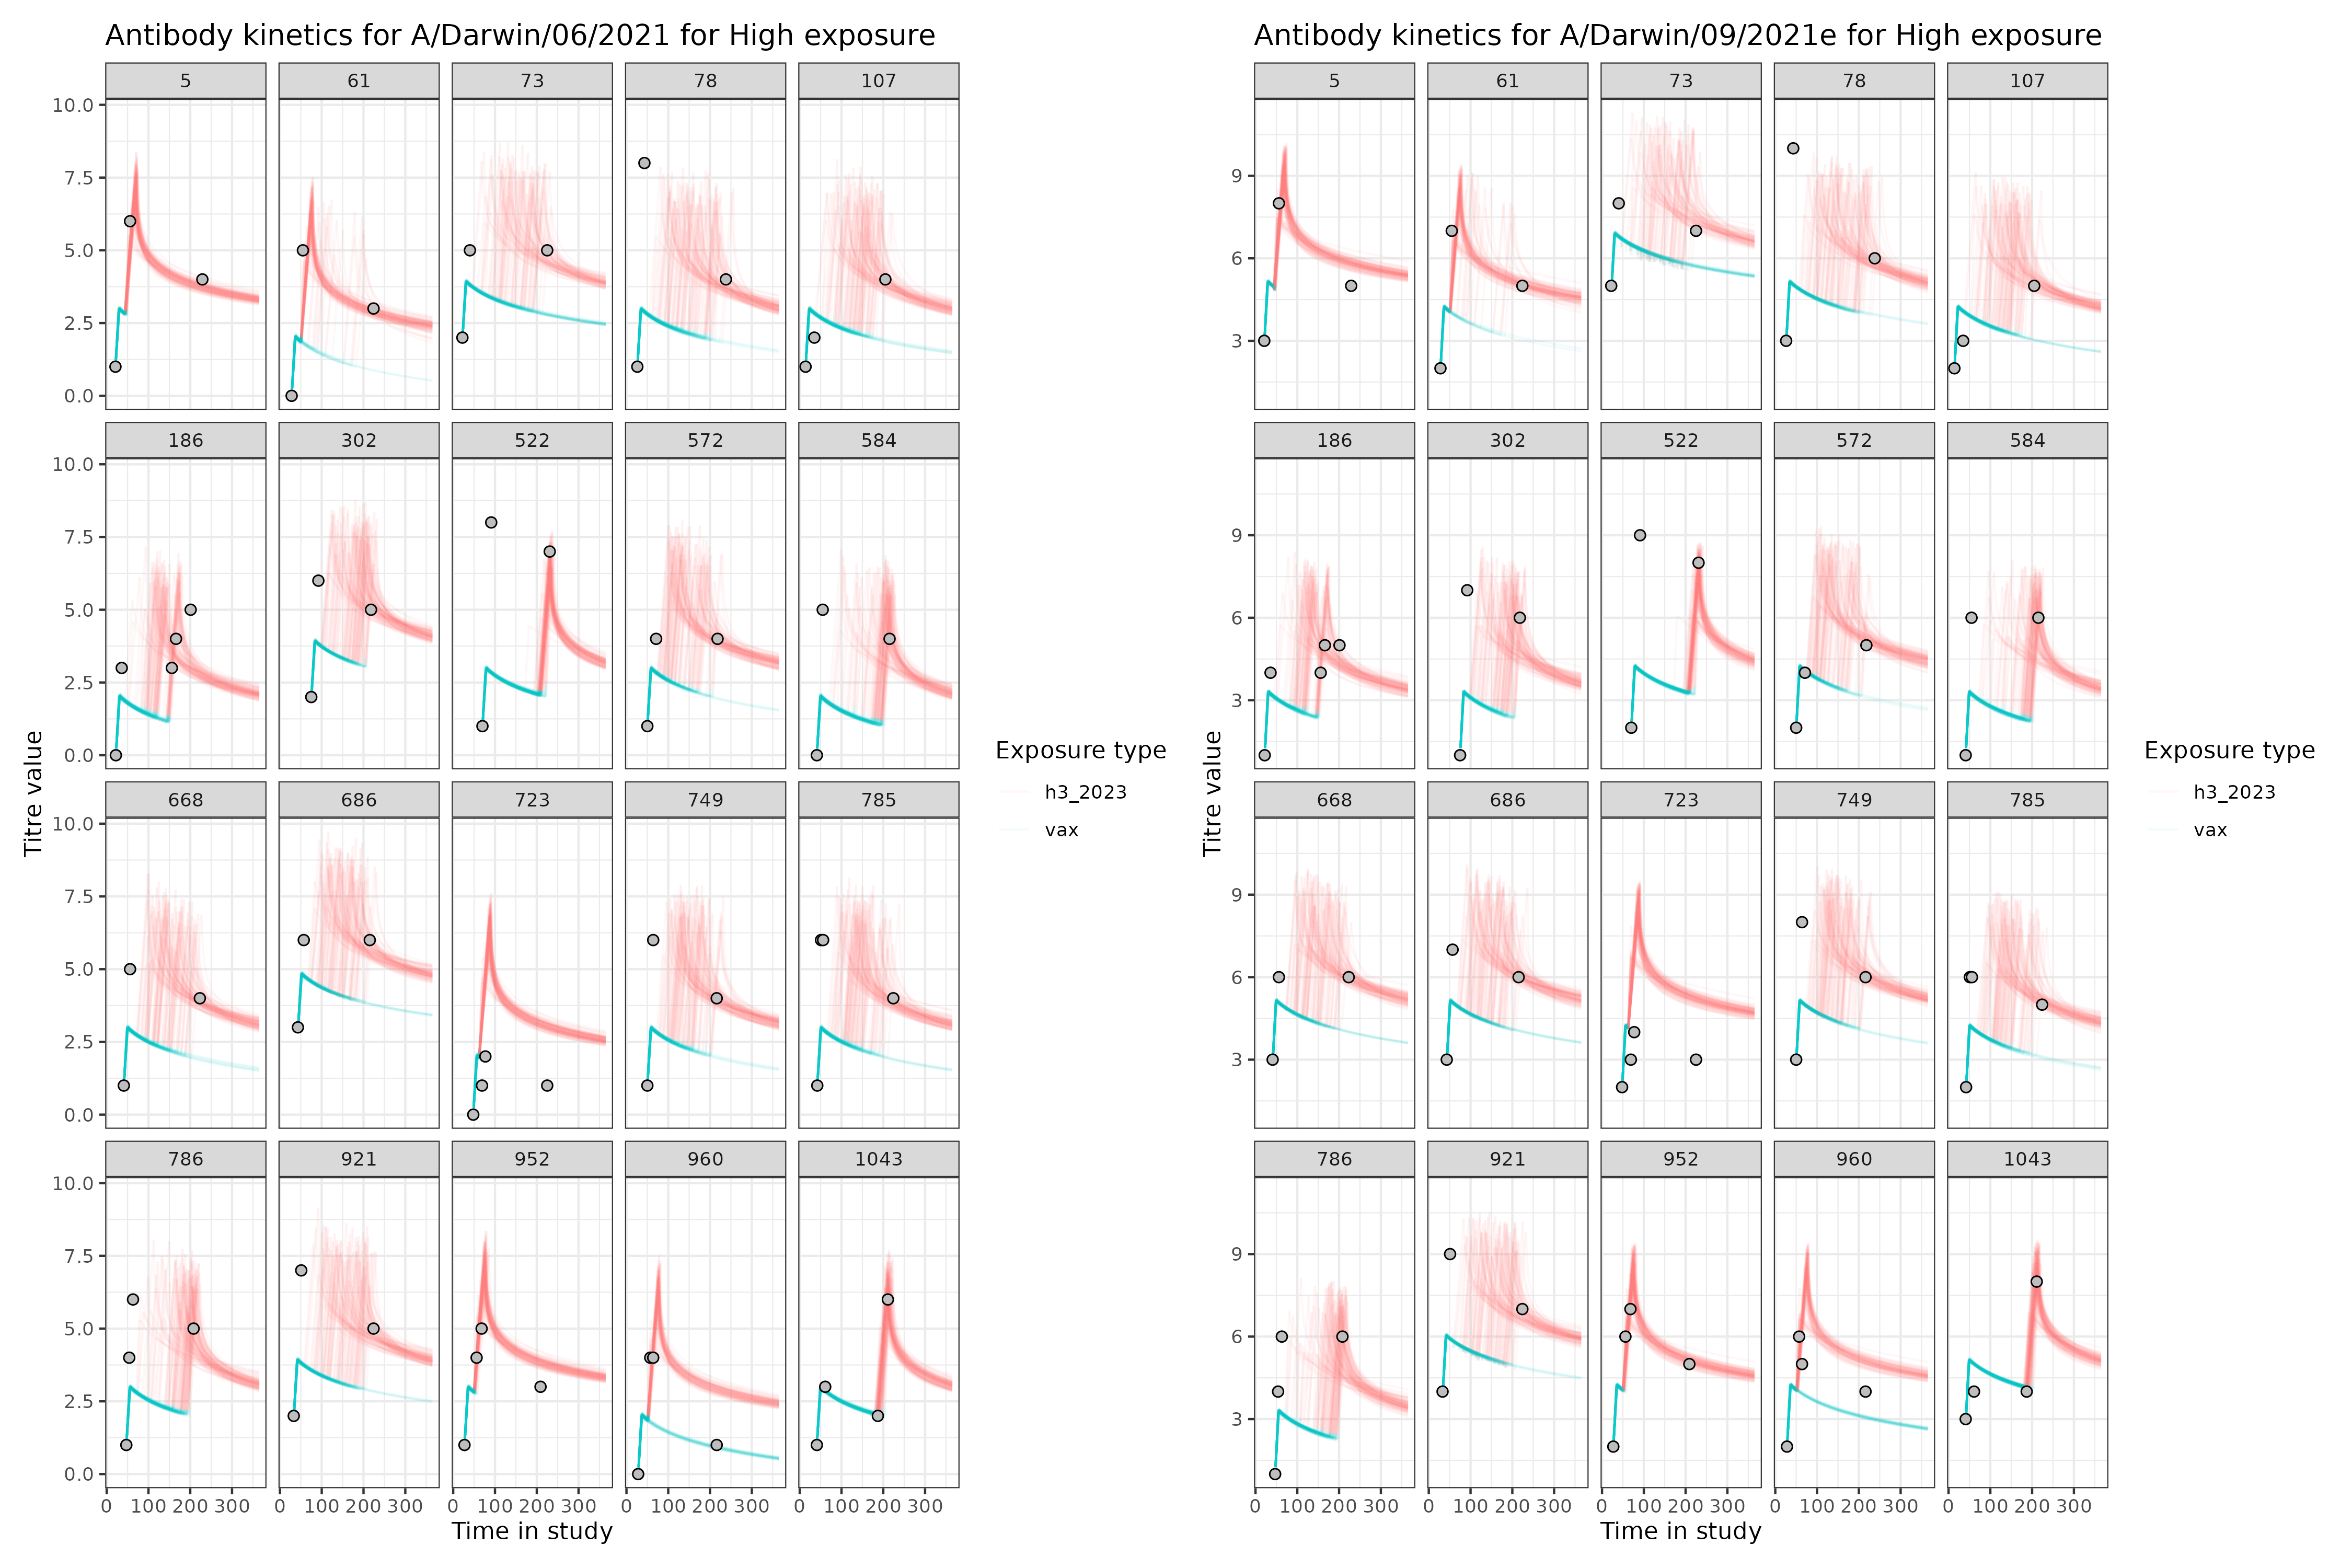 Antibody kinetics for A/Darwin/06/2021 for High exposure
5 61 73 78 107
10.0
7.5
5.0
2.5
0.0
186 302 522 572 584
10.0
7.5
5.0
2.5
0.0
668 686 723 749 785
10.0
7.5
5.0
2.5
0.0
786 921 952 960 1043
10.0
7.5
5.0
2.5
0.0
0 100 200 300 0 100 200 300 0 100 200 300 0 100 200 300 0 100 200 300
Time in study
Titre value
Exposure type
h3_2023
vax
Antibody kinetics for A/Darwin/09/2021e for High exposure
5 61 73 78 107
9
6
3
186 302 522 572 584
9
6
3
668 686 723 749 785
9
6
3
786 921 952 960 1043
9
6
3
0 100 200 300 0 100 200 300 0 100 200 300 0 100 200 300 0 100 200 300
Time in study
Titre value
Exposure type
h3_2023
vax